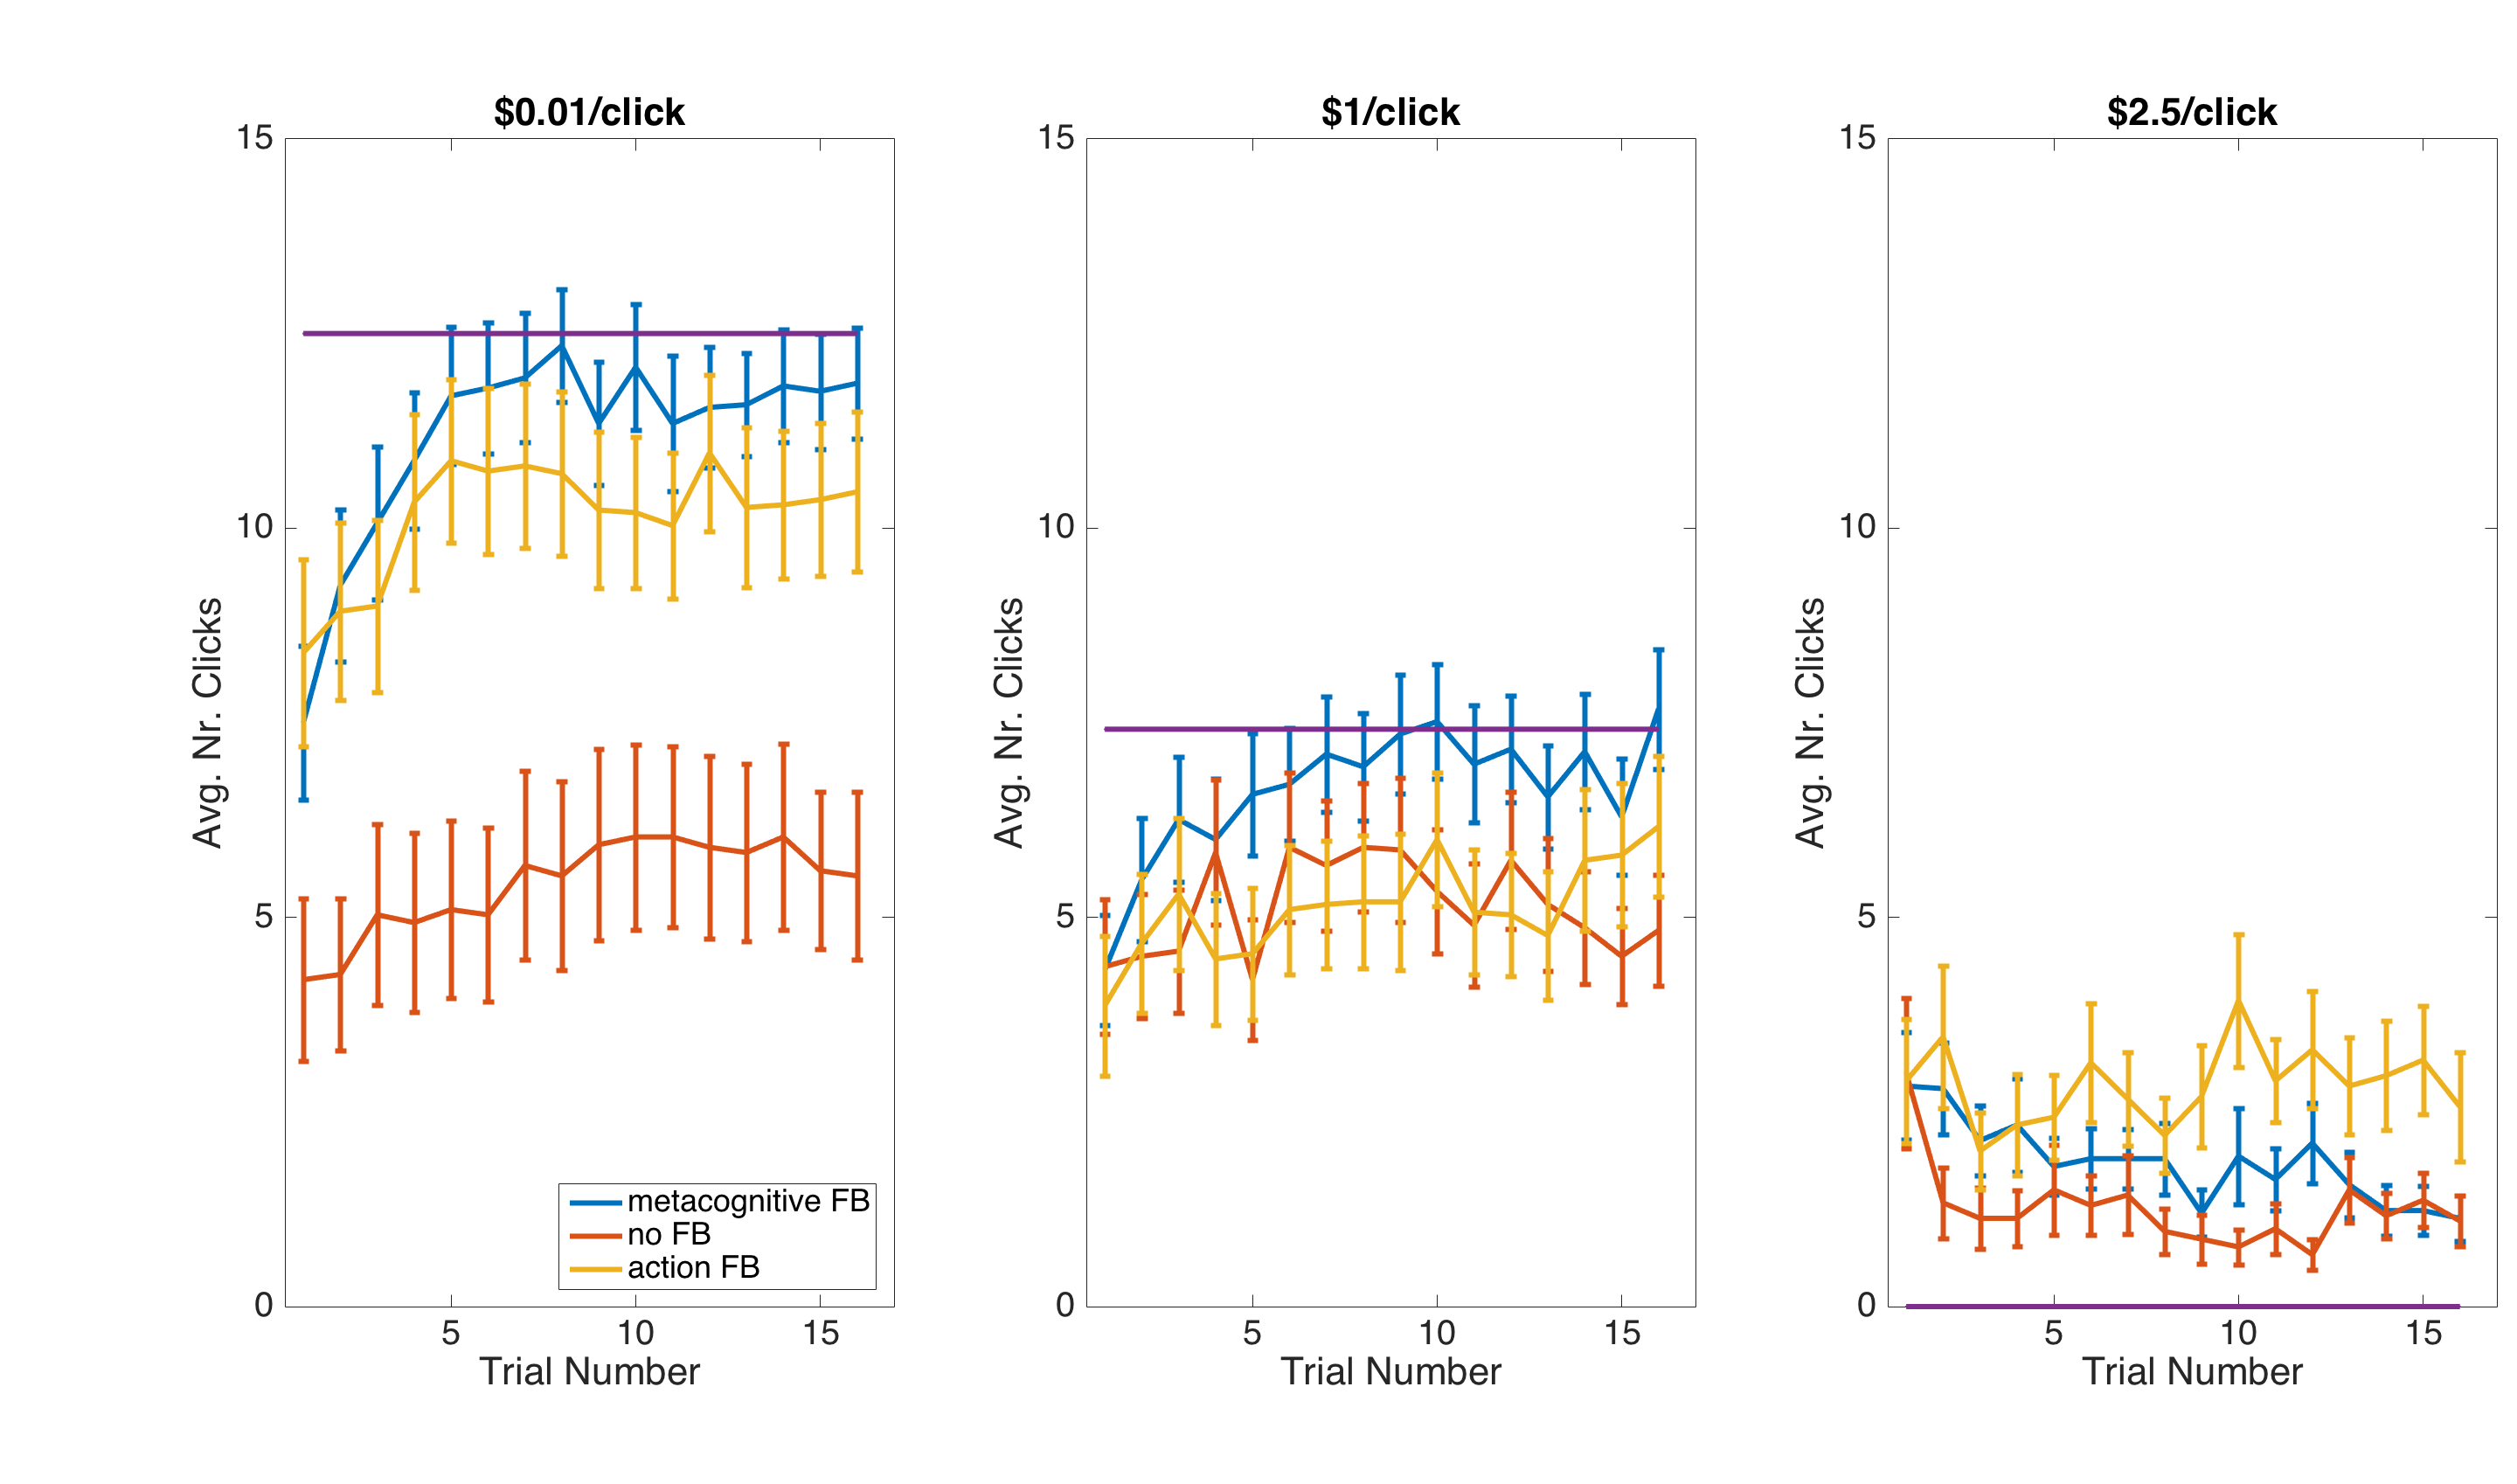 $0.01/click
15
10
5
0
Avg. Nr. Clicks
5 10 15
Trial Number
metacognitive FB
no FB
action FB
$1/click
15
10
5
0
Avg. Nr. Clicks
5 10 15
Trial Number
$2.5/click
15
10
5
0
Avg. Nr. Clicks
5 10 15
Trial Number